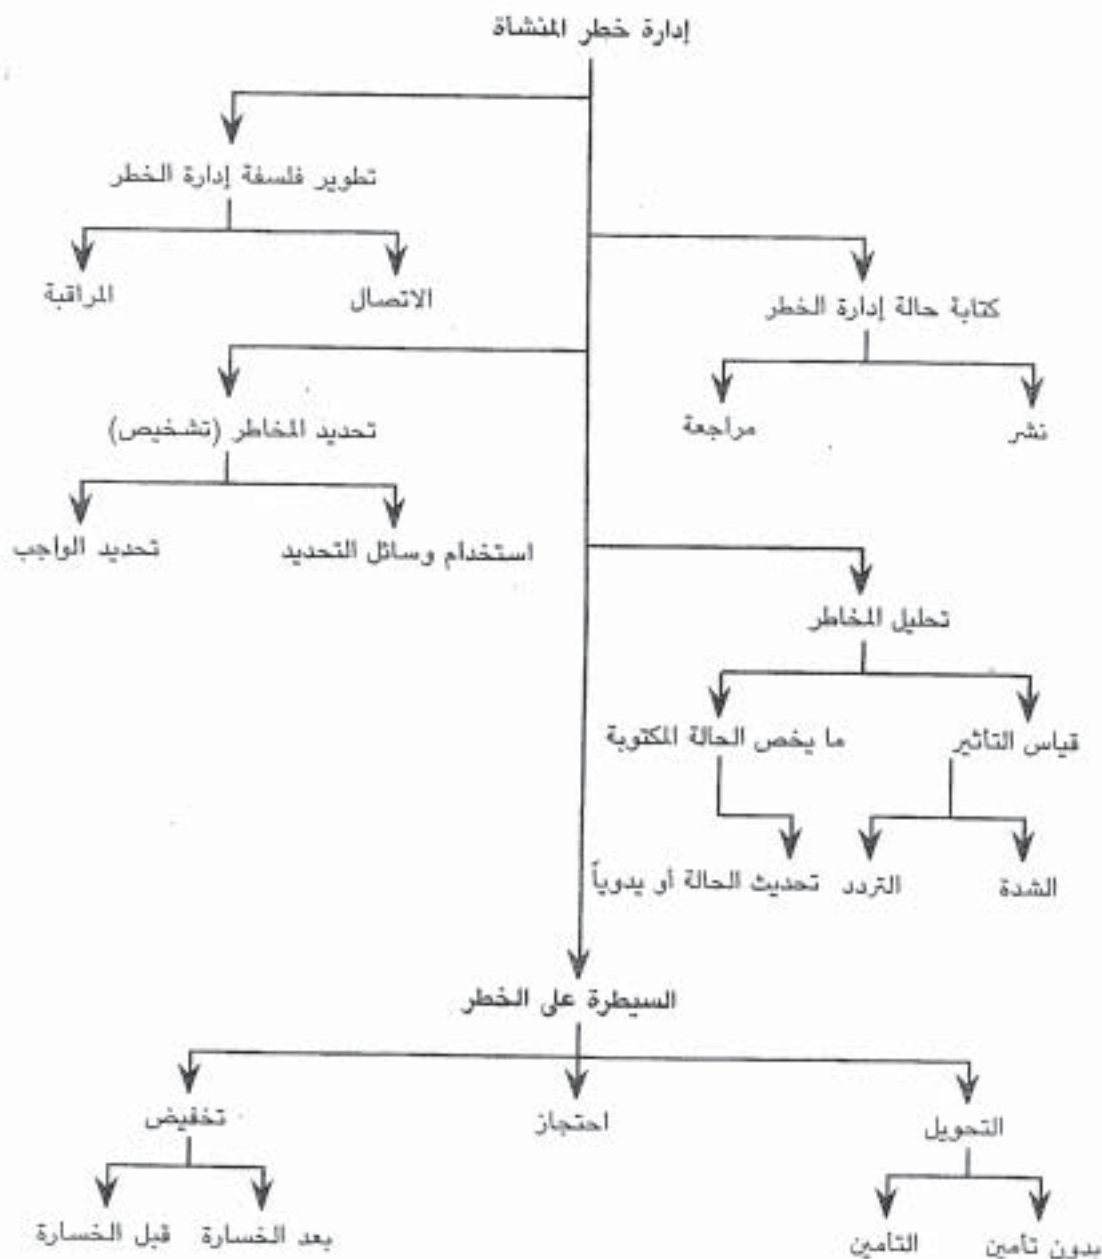 إدارة خطر المنشأة
تطوير فلسفة إدارة الخطر
الاتصال
المراقبة
كتابة حالة إدارة الخطر
نشر
مراجعة
تحديد المخاطر (تشخيص)
استخدام وسائل التحديد
تحديد الواجب
تحليل المخاطر
قياس التأثير
ما يخص الحالة المكتوبة
الشدة
التردد
تحديث الحالة أو يدوياً
السيطرة على الخطر
التحويل
احتجاز
تخفيض
بدون تأمين
التأمين
بعد الخسارة
قبل الخسارة